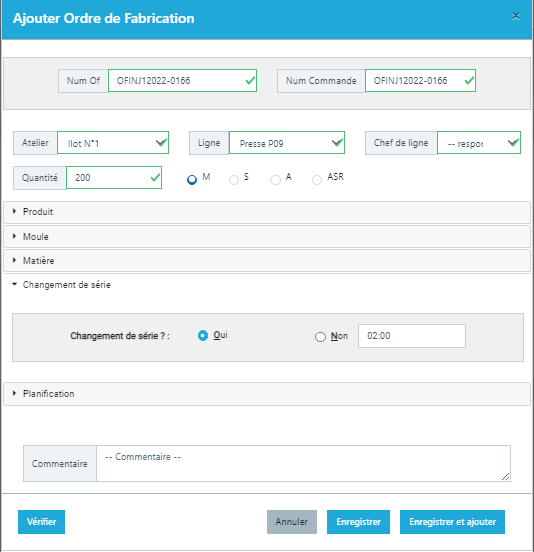 Ajouter Ordre de Fabrication ×
Num Of OFINJ12022-0166 Num Commande OFINJ12022-0166
Atelier Ilot N°1 Ligne Presse P09 Chef de ligne -- respor
Quantité 200 M S A ASR
Produit
Moule
Matière
Changement de série
Changement de série ? : Oui Non 02:00
Planification
Commentaire -- Commentaire --
Vérifier Annuler Enregistrer Enregistrer et ajouter